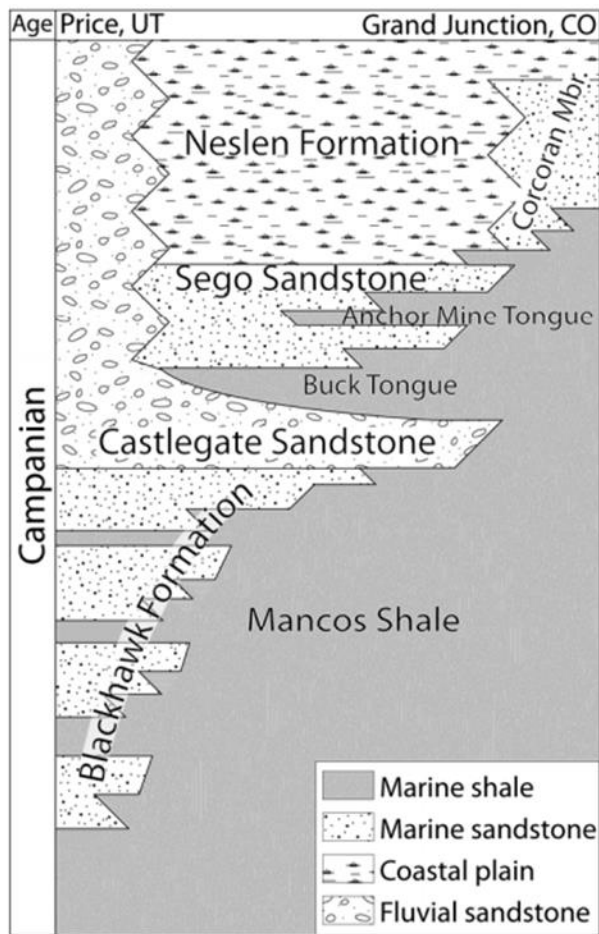 Age
Price, UT
Grand Junction, CO
Campanian
Neslen Formation
Corcoran Mbr.
Sego Sandstone
Anchor Mine Tongue
Buck Tongue
Castlegate Sandstone
Blackhawk Formation
Mancos Shale
Marine shale
Marine sandstone
Coastal plain
Fluvial sandstone